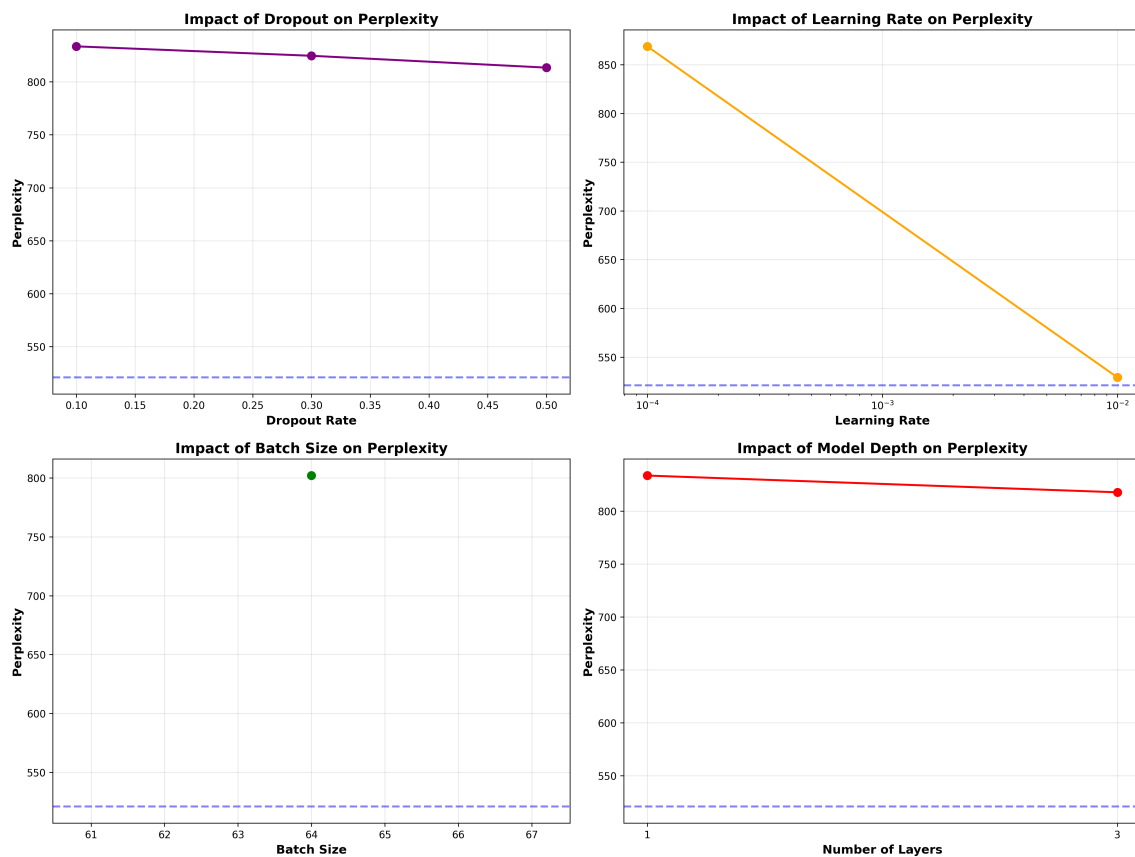 Impact of Dropout on Perplexity
Perplexity
800
750
700
650
600
550
0.10 0.15 0.20 0.25 0.30 0.35 0.40 0.45 0.50
Dropout Rate
Impact of Learning Rate on Perplexity
Perplexity
850
800
750
700
650
600
550
10⁻⁴ 10⁻³ 10⁻²
Learning Rate
Impact of Batch Size on Perplexity
Perplexity
800
750
700
650
600
550
61 62 63 64 65 66 67
Batch Size
Impact of Model Depth on Perplexity
Perplexity
800
750
700
650
600
550
1 3
Number of Layers